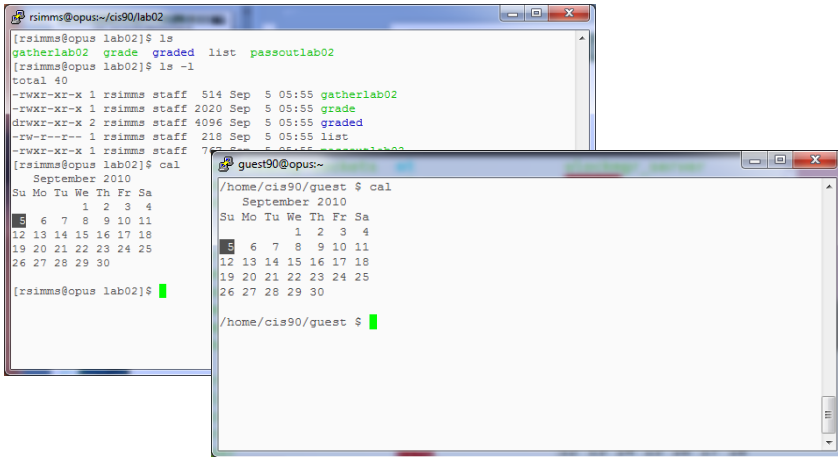 rsimms@opus:~/cis90/lab02
[rsimms@opus lab02]$ ls
gatherlab02 grade graded list passoutlab02
[rsimms@opus lab02]$ ls -l
total 40
-rwxr-xr-x 1 rsimms staff 514 Sep 5 05:55 gatherlab02
-rwxr-xr-x 1 rsimms staff 2020 Sep 5 05:55 grade
drwxr-xr-x 2 rsimms staff 4096 Sep 5 05:55 graded
-rw-r--r-- 1 rsimms staff 218 Sep 5 05:55 list
-rwxr-xr-x 1 rsimms staff 767 Sep 5 05:55 passoutlab02
[rsimms@opus lab02]$ cal
September 2010
Su Mo Tu We Th Fr Sa
1 2 3 4
5 6 7 8 9 10 11
12 13 14 15 16 17 18
19 20 21 22 23 24 25
26 27 28 29 30
[rsimms@opus lab02]$
guest90@opus:~
/home/cis90/guest $ cal
September 2010
Su Mo Tu We Th Fr Sa
1 2 3 4
5 6 7 8 9 10 11
12 13 14 15 16 17 18
19 20 21 22 23 24 25
26 27 28 29 30
/home/cis90/guest $